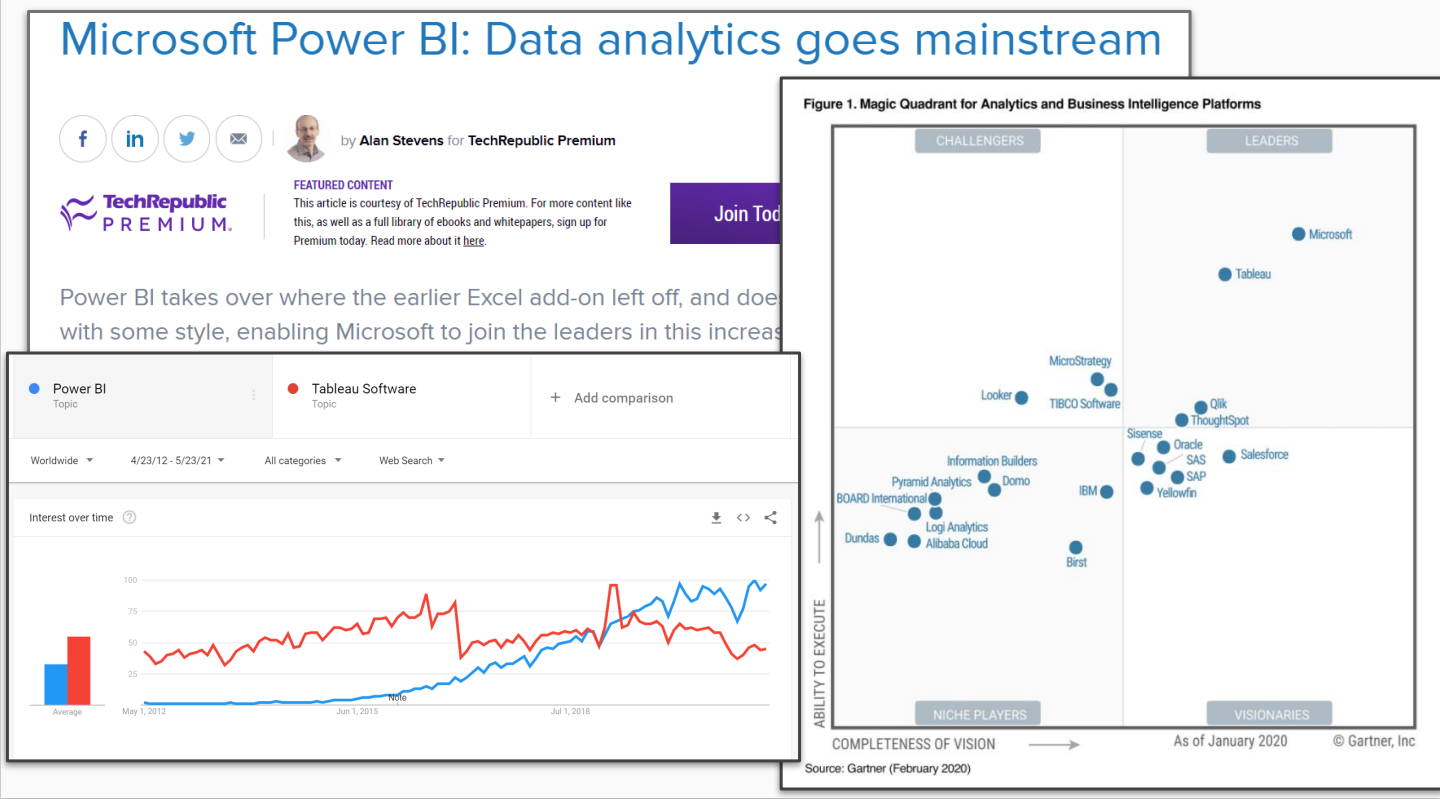 Microsoft Power BI: Data analytics goes mainstream
by Alan Stevens for TechRepublic Premium
TechRepublic
PREMIUM.
FEATURED CONTENT
This article is courtesy of TechRepublic Premium. For more content like
this, as well as a full library of ebooks and whitepapers, sign up for
Premium today. Read more about it here.
Join Tod
Power BI takes over where the earlier Excel add-on left off, and doe
with some style, enabling Microsoft to join the leaders in this increas
Power BI
Topic
Tableau Software
Topic
+ Add comparison
Worldwide
4/23/12 - 5/23/21
All categories
Web Search
Interest over time
100
75
50
25
Average
Note
May 1, 2012
Jun 1, 2015
Jul 1, 2018
Figure 1. Magic Quadrant for Analytics and Business Intelligence Platforms
CHALLENGERS
LEADERS
Microsoft
Tableau
MicroStrategy
Looker
TIBCO Software
Qlik
ThoughtSpot
Sisense
Oracle
SAS
Salesforce
SAP
Yellowfin
IBM
Information Builders
Pyramid Analytics
Domo
BOARD International
Logi Analytics
Dundas
Alibaba Cloud
Birst
NICHE PLAYERS
VISIONARIES
ABILITY TO EXECUTE
COMPLETENESS OF VISION
As of January 2020
© Gartner, Inc
Source: Gartner (February 2020)